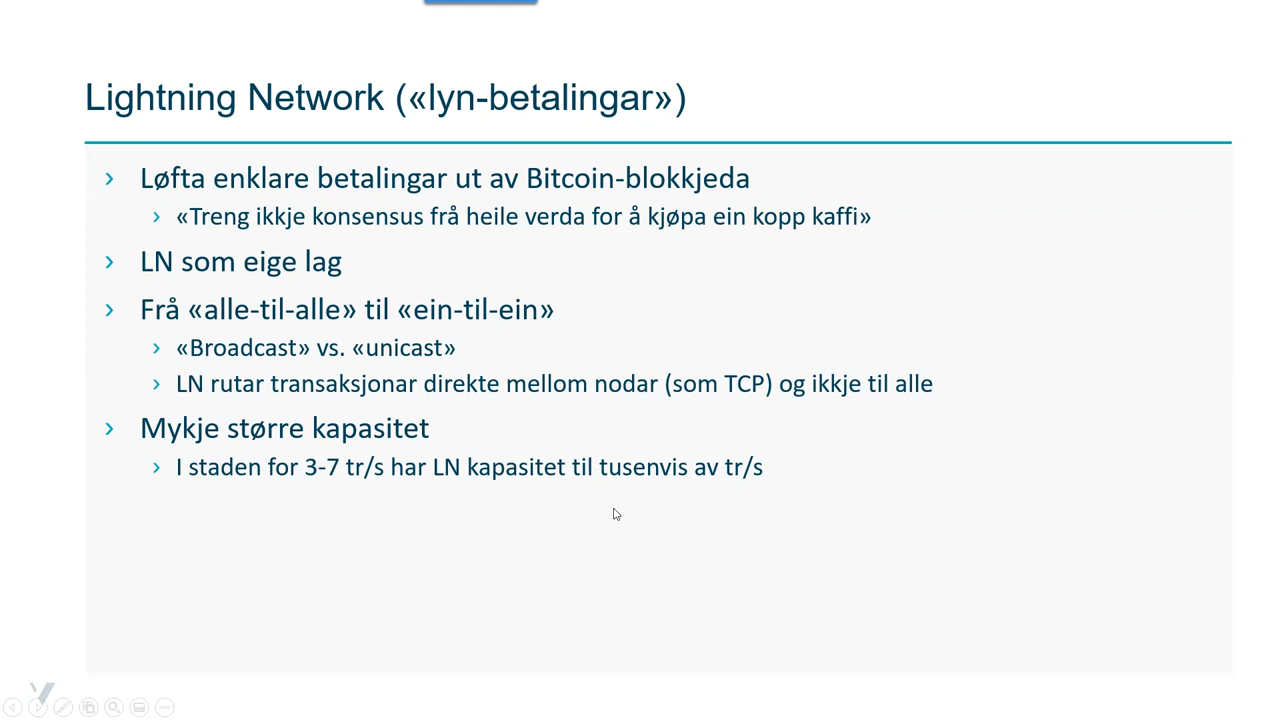 Lightning Network («lyn-betalingar»)
Løfta enklare betalingar ut av Bitcoin-blokkjeda
«Treng ikkje konsensus frå heile verda for å kjøpa ein kopp kaffi»
LN som eige lag
Frå «alle-til-alle» til «ein-til-ein»
«Broadcast» vs. «unicast»
LN rutar transaksjonar direkte mellom nodar (som TCP) og ikkje til alle
Mykje større kapasitet
I staden for 3-7 tr/s har LN kapasitet til tusenvis av tr/s